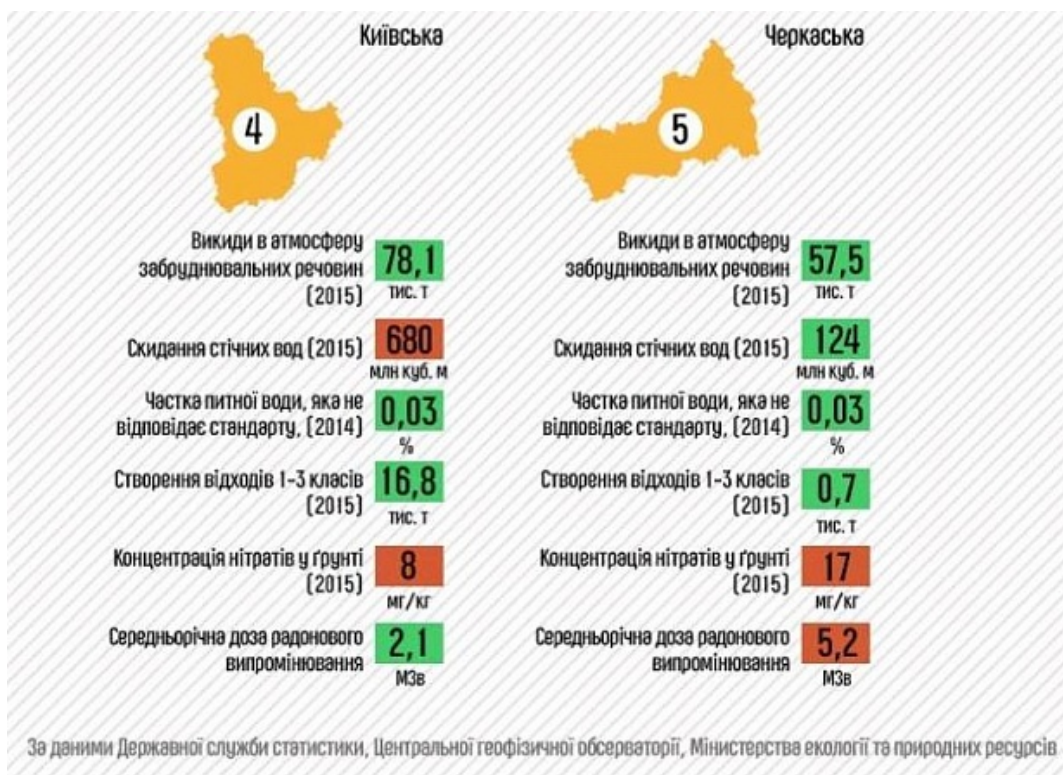 Київська
4
Викиди в атмосферу
забруднювальних речовин
(2015)
78,1
тис. т
Скидання стічних вод (2015)
680
млн куб. м
Частка питної води, яка не
відповідає стандарту, (2014)
0,03
%
Створення відходів 1-3 класів
(2015)
16,8
тис. т
Концентрація нітратів у ґрунті
(2015)
8
мг/кг
Середньорічна доза радонового
випромінювання
2,1
МЗв
Черкаська
5
Викиди в атмосферу
забруднювальних речовин
(2015)
57,5
тис. т
Скидання стічних вод (2015)
124
млн куб. м
Частка питної води, яка не
відповідає стандарту, (2014)
0,03
%
Створення відходів 1-3 класів
(2015)
0,7
тис. т
Концентрація нітратів у ґрунті
(2015)
17
мг/кг
Середньорічна доза радонового
випромінювання
5,2
МЗв
За даними Державної служби статистики, Центральної геофізичної обсерваторії, Міністерства екології та природних ресурсів